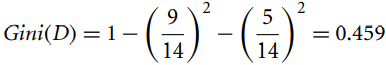 Gini(D) = 1 − (9/14)² − (5/14)² = 0.459